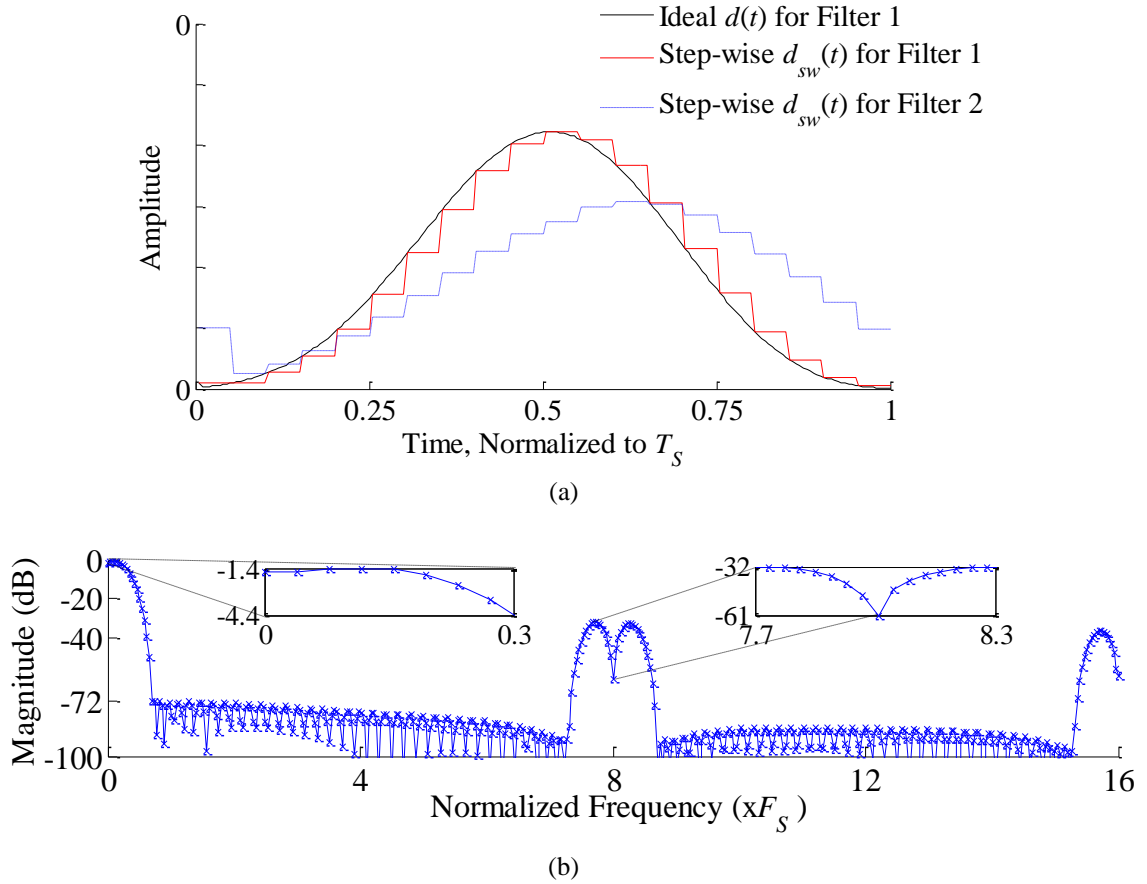 0
Ideal d(t) for Filter 1
Step-wise d_sw(t) for Filter 1
Step-wise d_sw(t) for Filter 2
Amplitude
0
0 0.25 0.5 0.75 1
Time, Normalized to T_S
(a)
Magnitude (dB)
0
-20
-40
-72
-100
-1.4
-4.4
0 0.3
-32
-61
7.7 8.3
0 4 8 12 16
Normalized Frequency (xF_S )
(b)